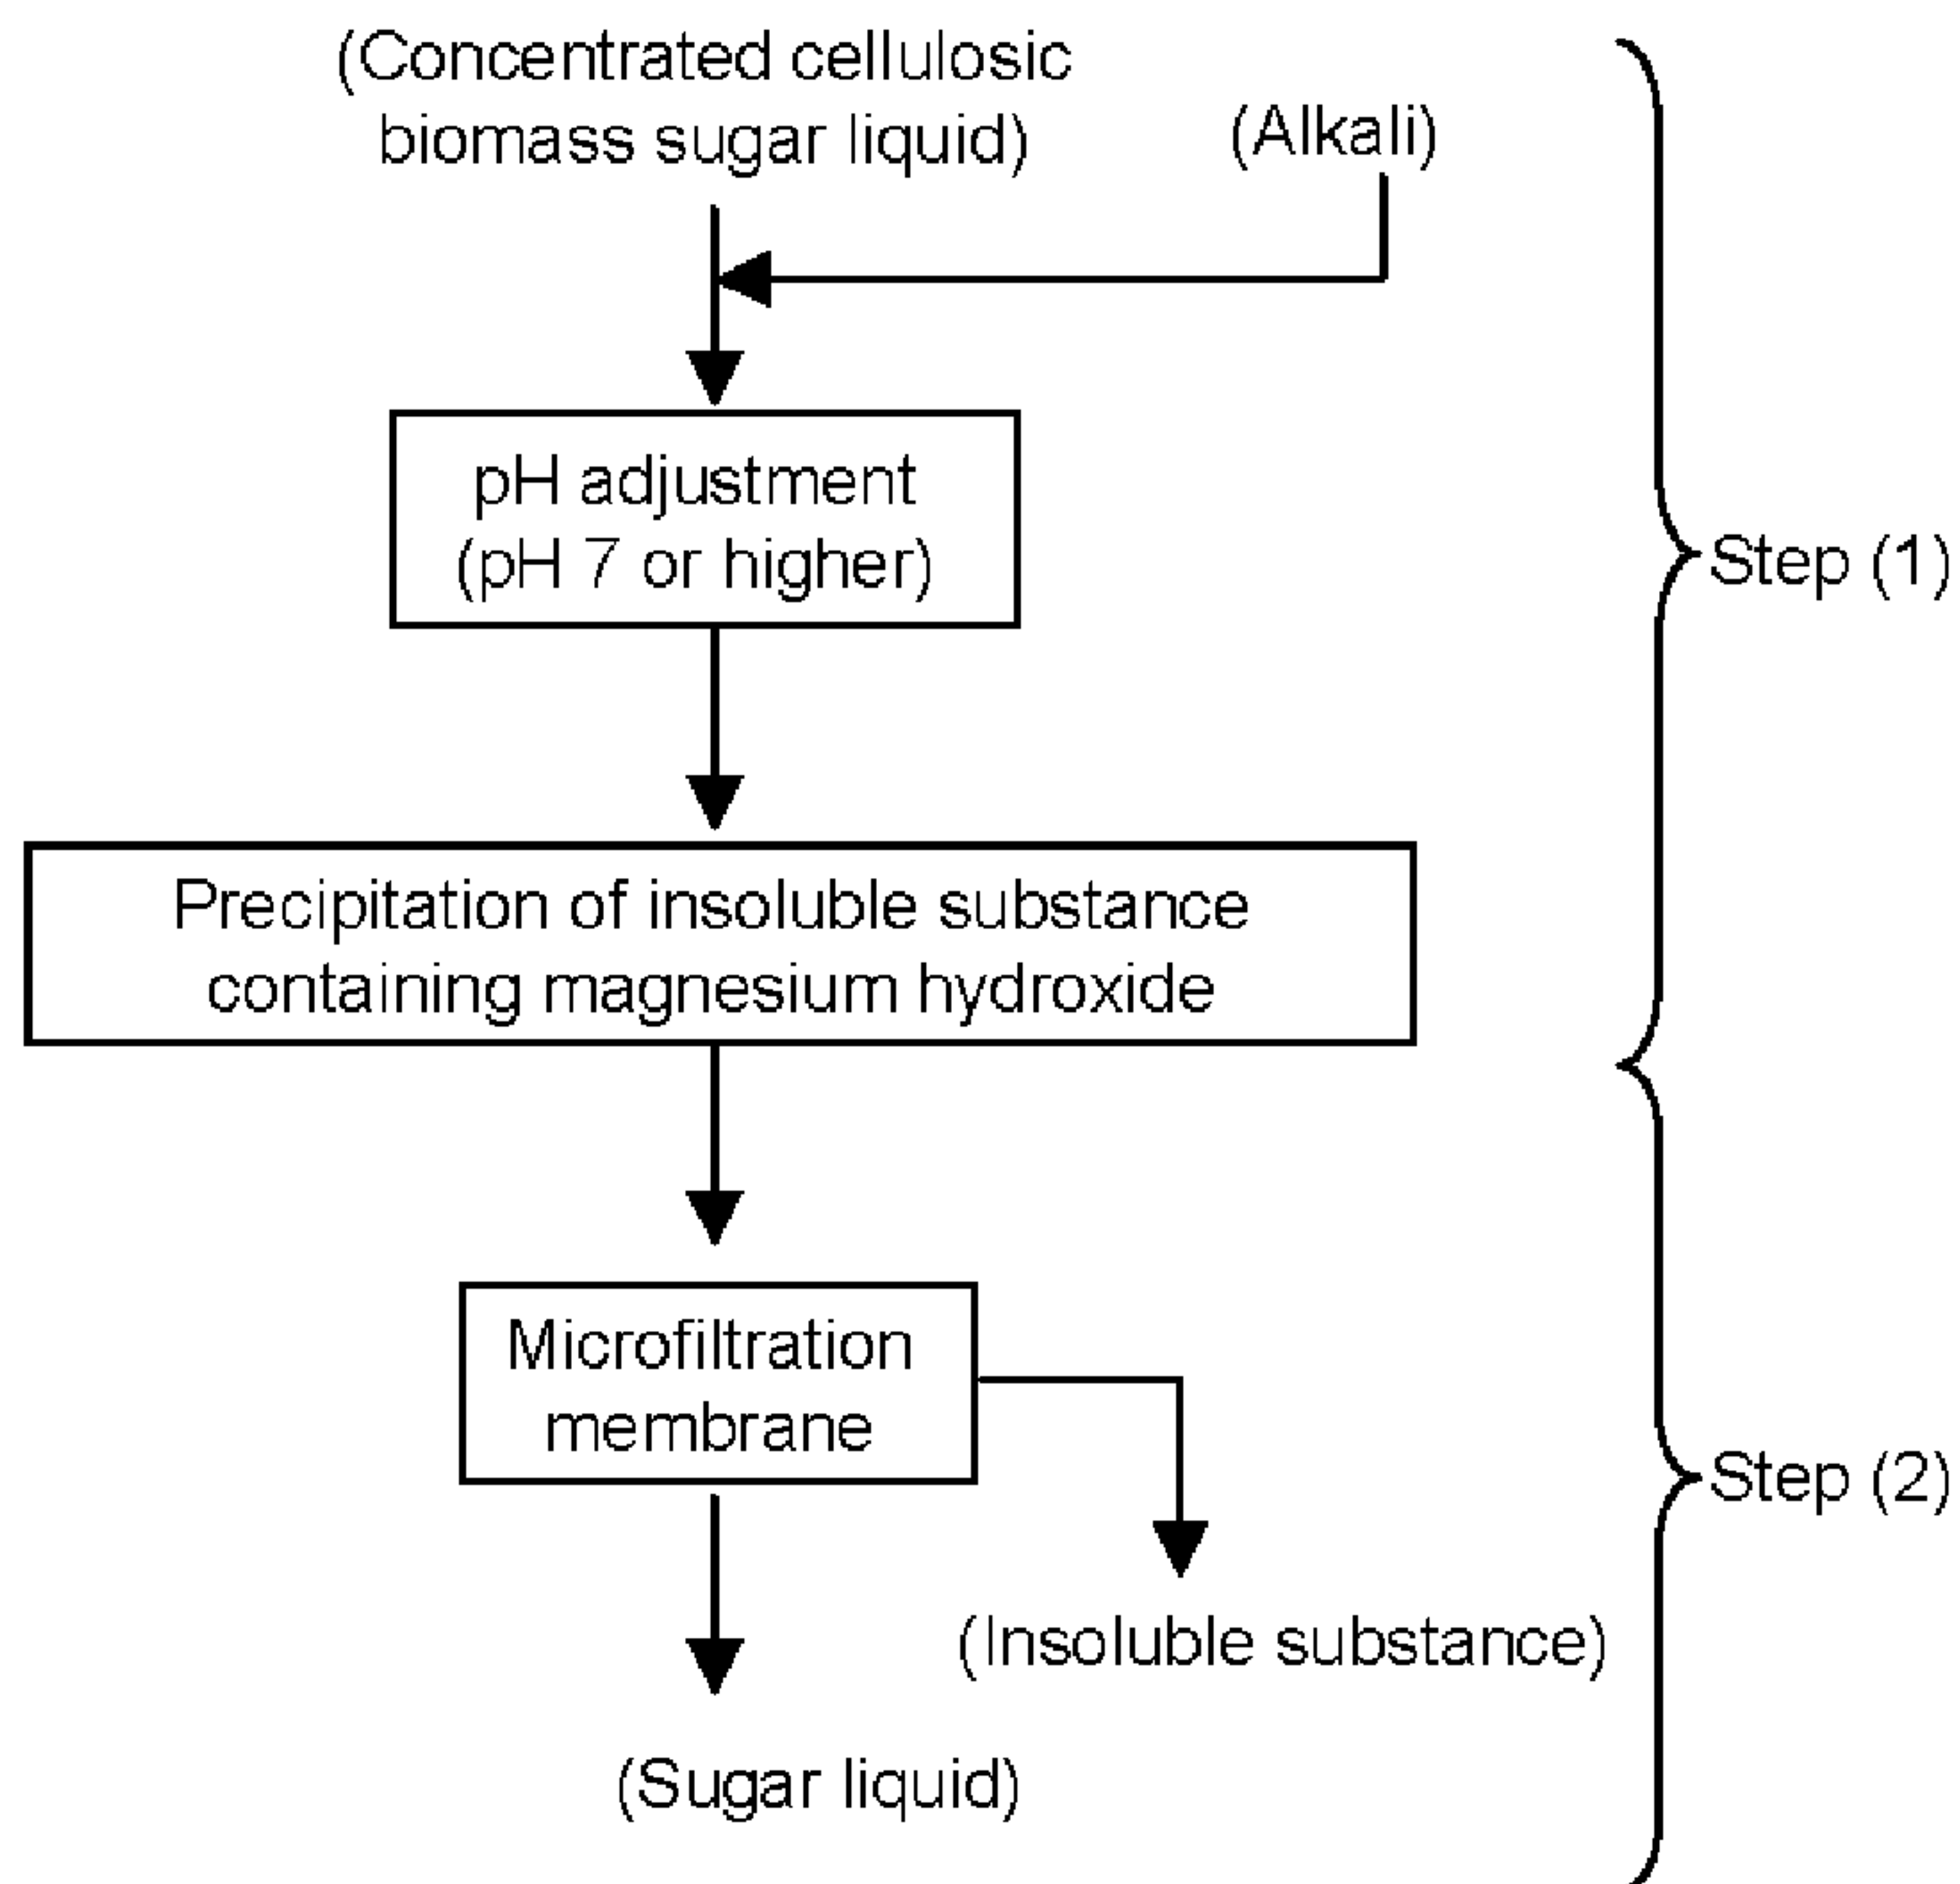 (Concentrated cellulosic
biomass sugar liquid)
(Alkali)
pH adjustment
(pH 7 or higher)
Step (1)
Precipitation of insoluble substance
containing magnesium hydroxide
Microfiltration
membrane
Step (2)
(Insoluble substance)
(Sugar liquid)